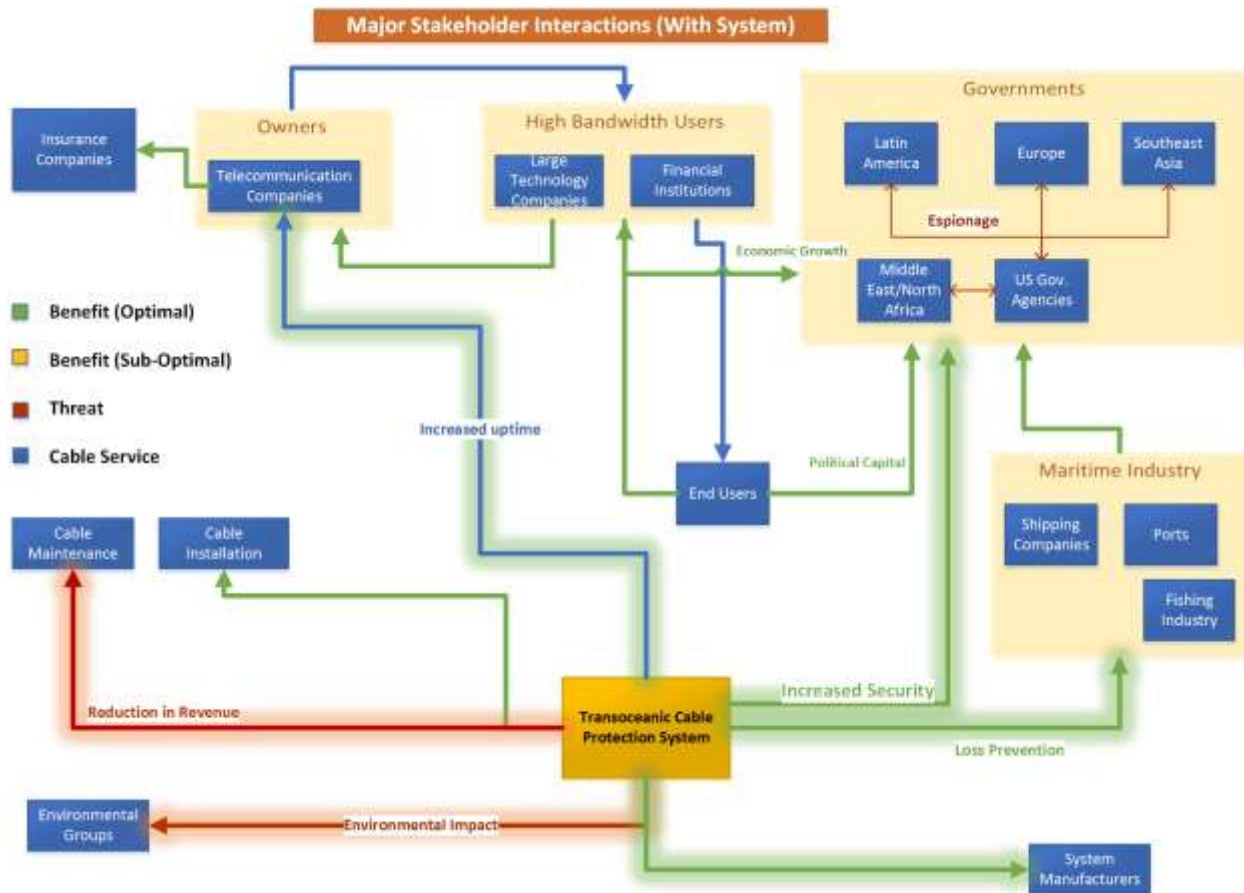 Major Stakeholder Interactions (With System)
Governments
Owners
High Bandwidth Users
Insurance
Companies
Telecommunication
Companies
Large
Technology
Companies
Financial
Institutions
Latin
America
Europe
Southeast
Asia
Espionage
Economic Growth
Middle
East/North
Africa
US Gov.
Agencies
Benefit (Optimal)
Benefit (Sub-Optimal)
Threat
Cable Service
Increased uptime
Political Capital
End Users
Maritime Industry
Shipping
Companies
Ports
Fishing
Industry
Cable
Maintenance
Cable
Installation
Reduction in Revenue
Transoceanic Cable
Protection System
Increased Security
Loss Prevention
Environmental
Groups
Environmental Impact
System
Manufacturers